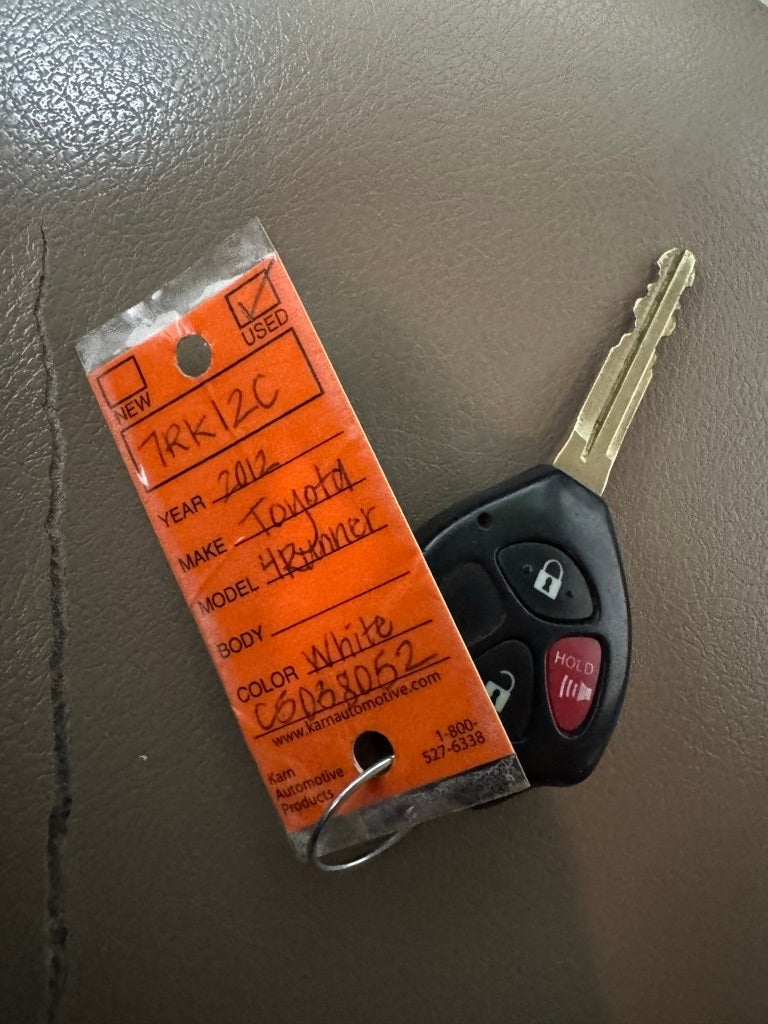 USED
NEW
7RK12C
YEAR 2012
MAKE Toyota
MODEL 4Runner
BODY
COLOR White
C5038052
www.karnautomotive.com
Karn
Automotive
Products
1-800-
527-6338
HOLD